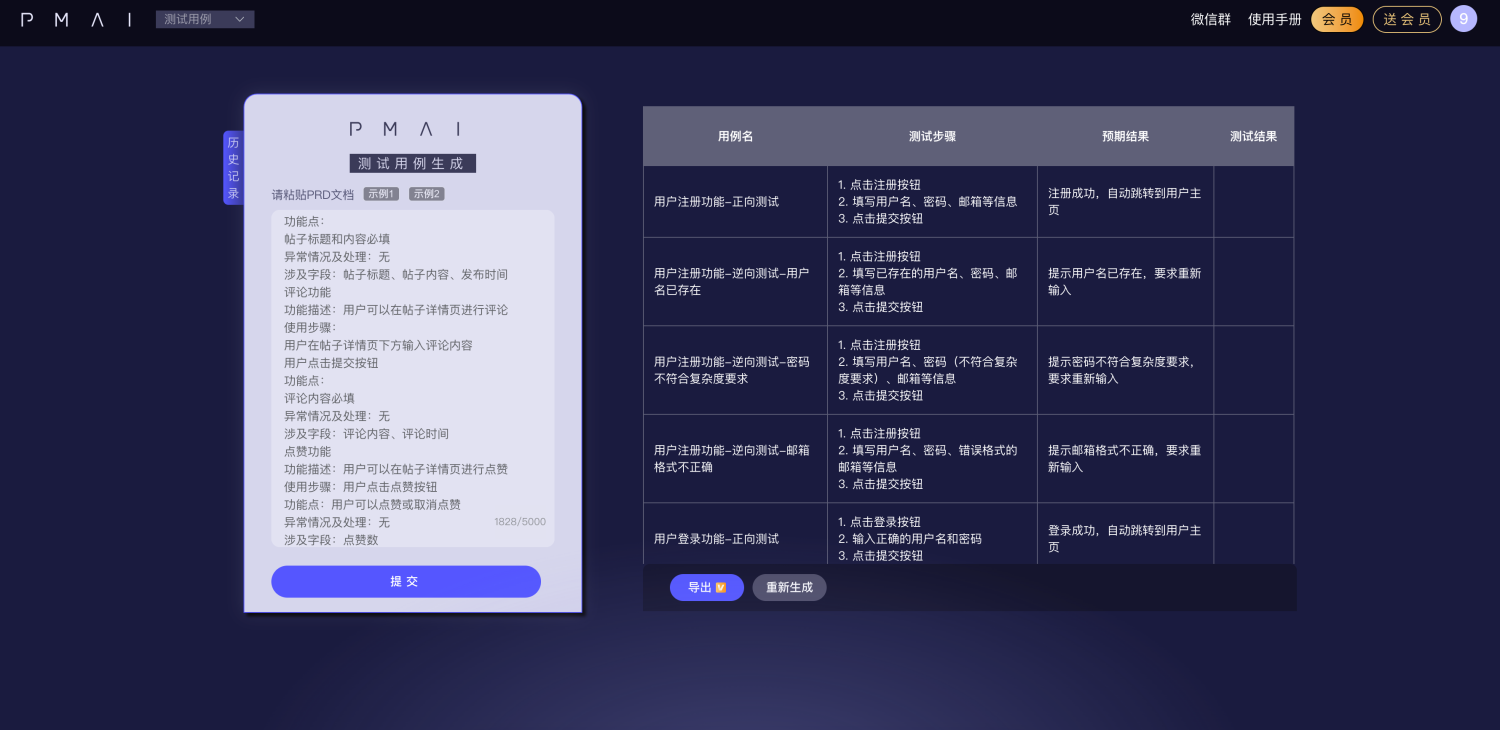 PMAI
测试用例
微信群
使用手册
会员
送会员
9
历史记录
PMAI
测试用例生成
请粘贴PRD文档 示例1 示例2
功能点：
帖子标题和内容必填
异常情况及处理：无
涉及字段：帖子标题、帖子内容、发布时间
评论功能
功能描述：用户可以在帖子详情页进行评论
使用步骤：
用户在帖子详情页下方输入评论内容
用户点击提交按钮
功能点：
评论内容必填
异常情况及处理：无
涉及字段：评论内容、评论时间
点赞功能
功能描述：用户可以在帖子详情页进行点赞
使用步骤：用户点击点赞按钮
功能点：用户可以点赞或取消点赞
异常情况及处理：无
1828/5000
涉及字段：点赞数
提交
用例名 测试步骤 预期结果 测试结果
用户注册功能-正向测试
1. 点击注册按钮
2. 填写用户名、密码、邮箱等信息
3. 点击提交按钮
注册成功，自动跳转到用户主
页
用户注册功能-逆向测试-用户
名已存在
1. 点击注册按钮
2. 填写已存在的用户名、密码、邮
箱等信息
3. 点击提交按钮
提示用户名已存在，要求重新
输入
用户注册功能-逆向测试-密码
不符合复杂度要求
1. 点击注册按钮
2. 填写用户名、密码（不符合复杂
度要求）、邮箱等信息
3. 点击提交按钮
提示密码不符合复杂度要求，
要求重新输入
用户注册功能-逆向测试-邮箱
格式不正确
1. 点击注册按钮
2. 填写用户名、密码、错误格式的
邮箱等信息
3. 点击提交按钮
提示邮箱格式不正确，要求重
新输入
用户登录功能-正向测试
1. 点击登录按钮
2. 输入正确的用户名和密码
3. 点击提交按钮
登录成功，自动跳转到用户主
页
导出
重新生成